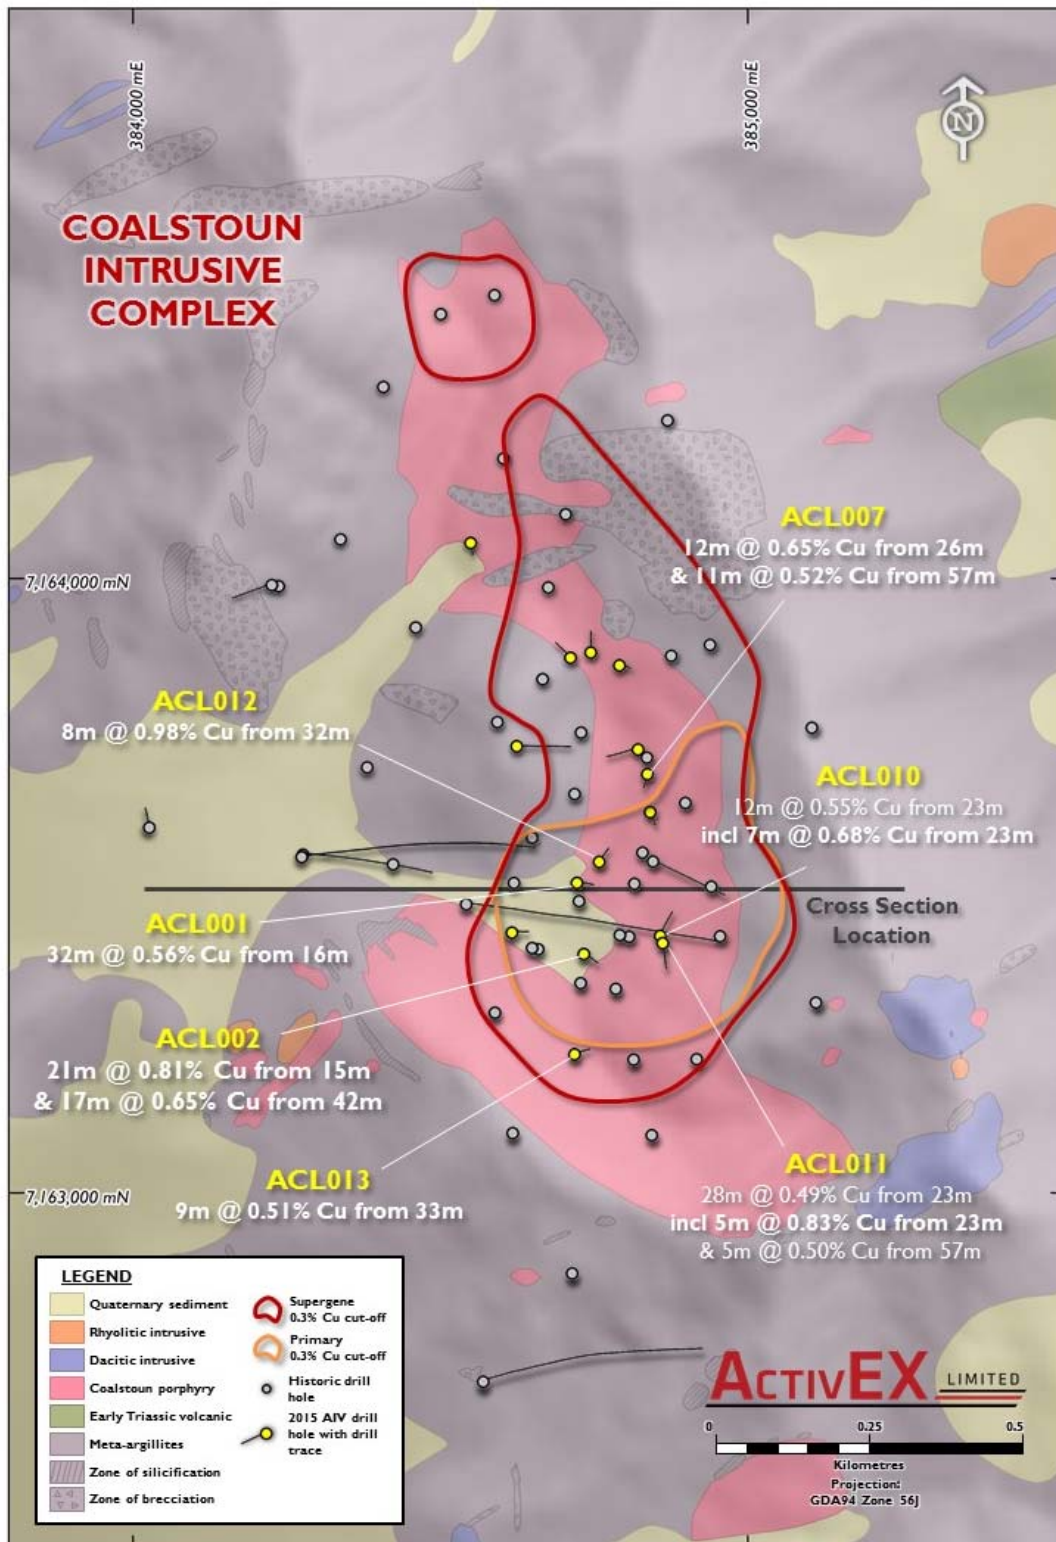 384,000 mE
385,000 mE
N
COALSTOUN
INTRUSIVE
COMPLEX
ACL007
12m @ 0.65% Cu from 26m
& 11m @ 0.52% Cu from 57m
7,164,000 mN
ACL012
8m @ 0.98% Cu from 32m
ACL010
12m @ 0.55% Cu from 23m
incl 7m @ 0.68% Cu from 23m
Cross Section
Location
ACL001
32m @ 0.56% Cu from 16m
ACL002
21m @ 0.81% Cu from 15m
& 17m @ 0.65% Cu from 42m
ACL013
9m @ 0.51% Cu from 33m
7,163,000 mN
ACL011
28m @ 0.49% Cu from 23m
incl 5m @ 0.83% Cu from 23m
& 5m @ 0.50% Cu from 57m
LEGEND
Quaternary sediment
Rhyolitic intrusive
Dacitic intrusive
Coalstoun porphyry
Early Triassic volcanic
Meta-argillites
Zone of silicification
Zone of brecciation
Supergene
0.3% Cu cut-off
Primary
0.3% Cu cut-off
Historic drill
hole
2015 AIV drill
hole with drill
trace
ACTIVEX LIMITED
0 0.25 0.5
Kilometres
Projection:
GDA94 Zone 56J